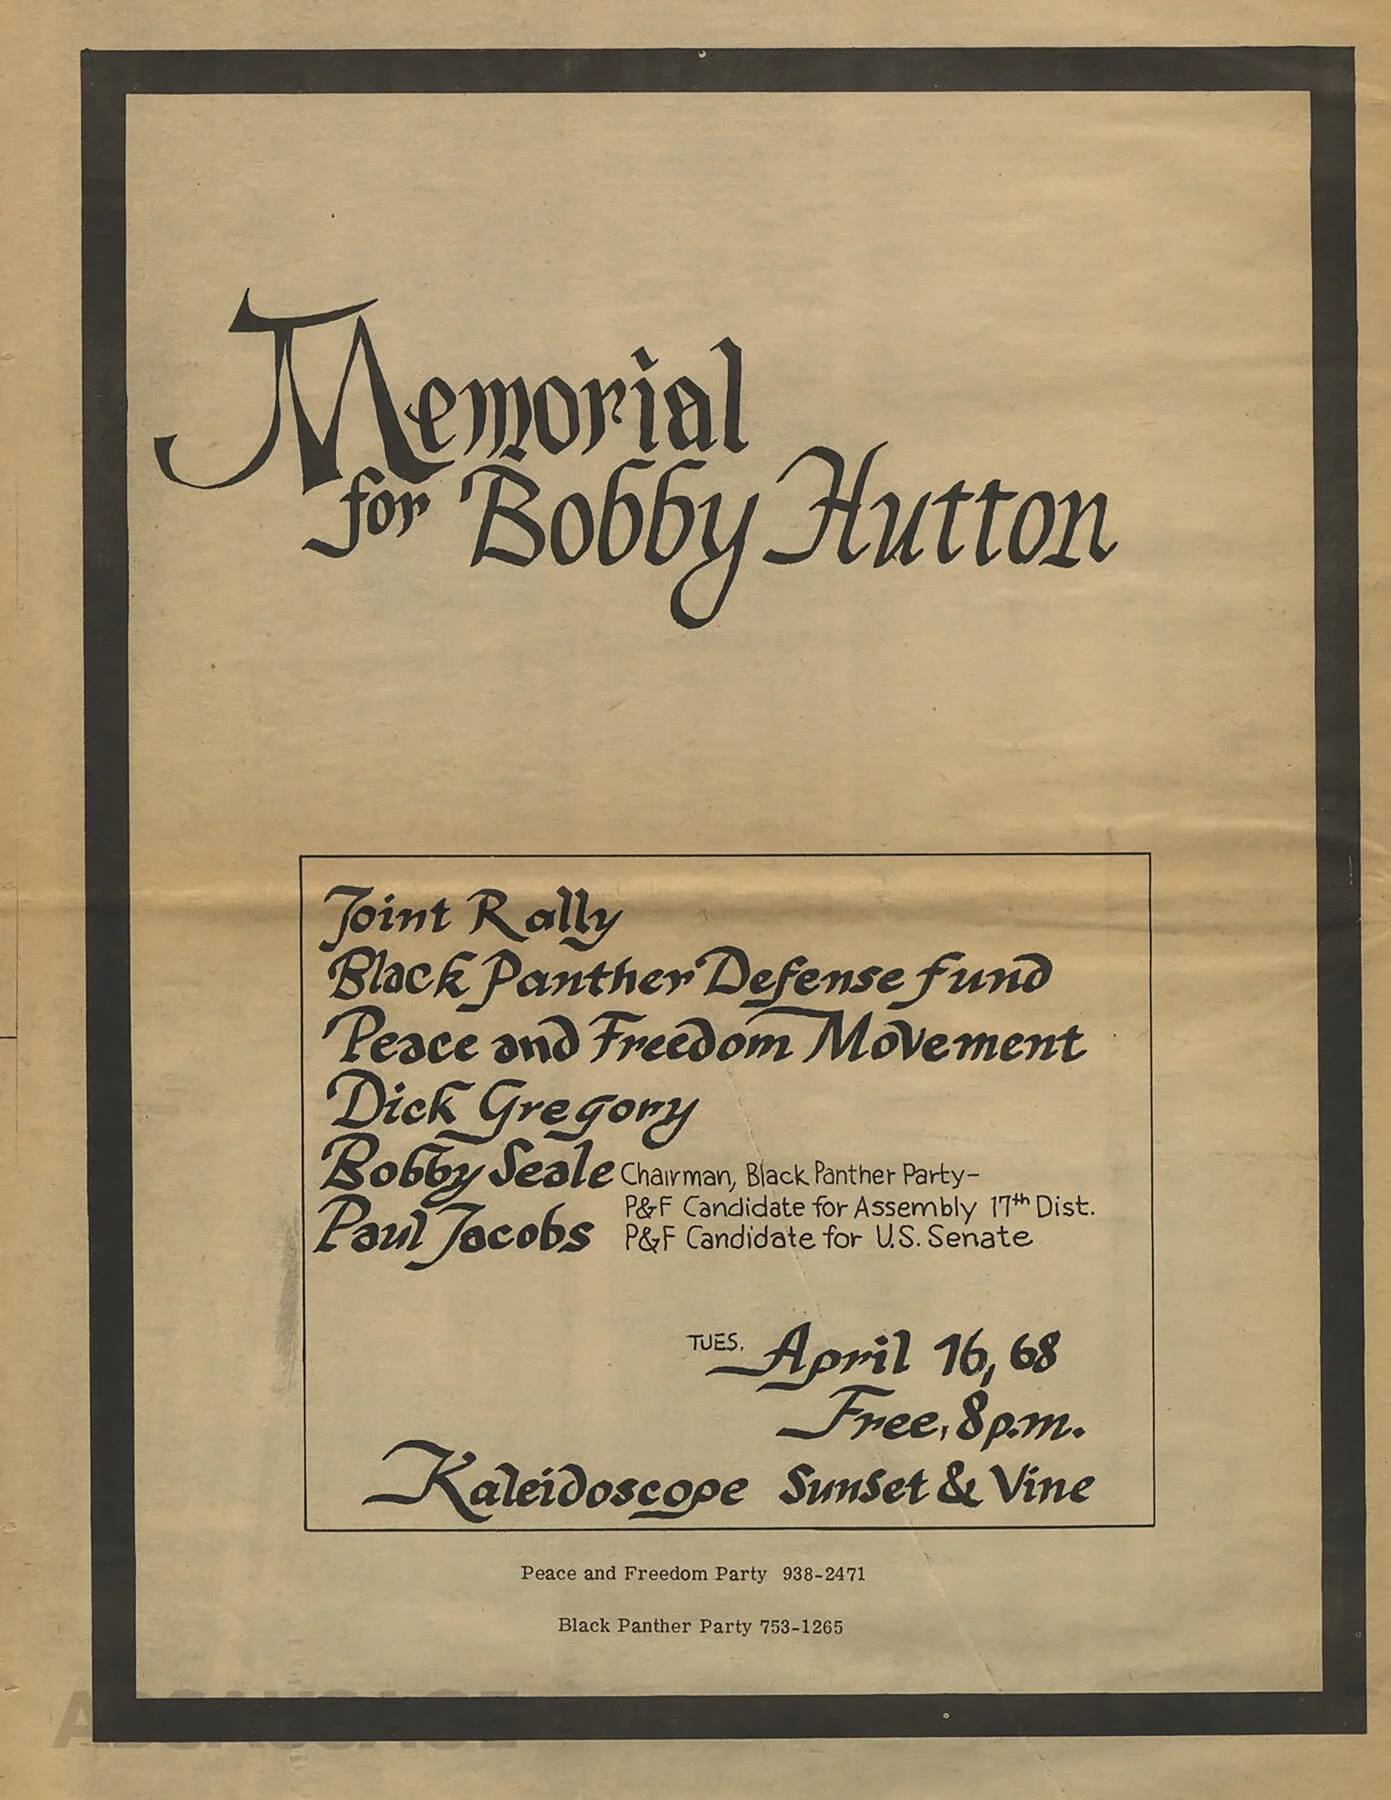 Memorial
for Bobby Hutton
Joint Rally
Black Panther Defense Fund
Peace and Freedom Movement
Dick Gregory
Bobby Seale Chairman, Black Panther Party-
P&F Candidate for Assembly 17th Dist.
Paul Jacobs P&F Candidate for U.S. Senate
TUES. April 16, 68
Free, 8p.m.
Kaleidoscope Sunset & Vine
Peace and Freedom Party 938-2471
Black Panther Party 753-1265